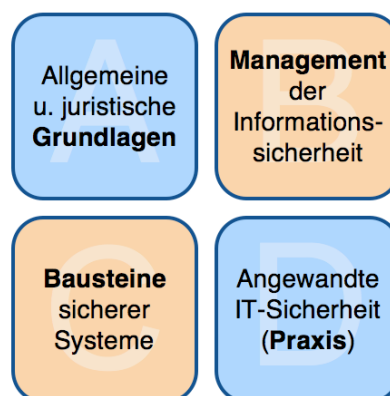 A
Allgemeine
u. juristische
Grundlagen
B
Management
der
Informations-
sicherheit
C
Bausteine
sicherer
Systeme
D
Angewandte
IT-Sicherheit
(Praxis)